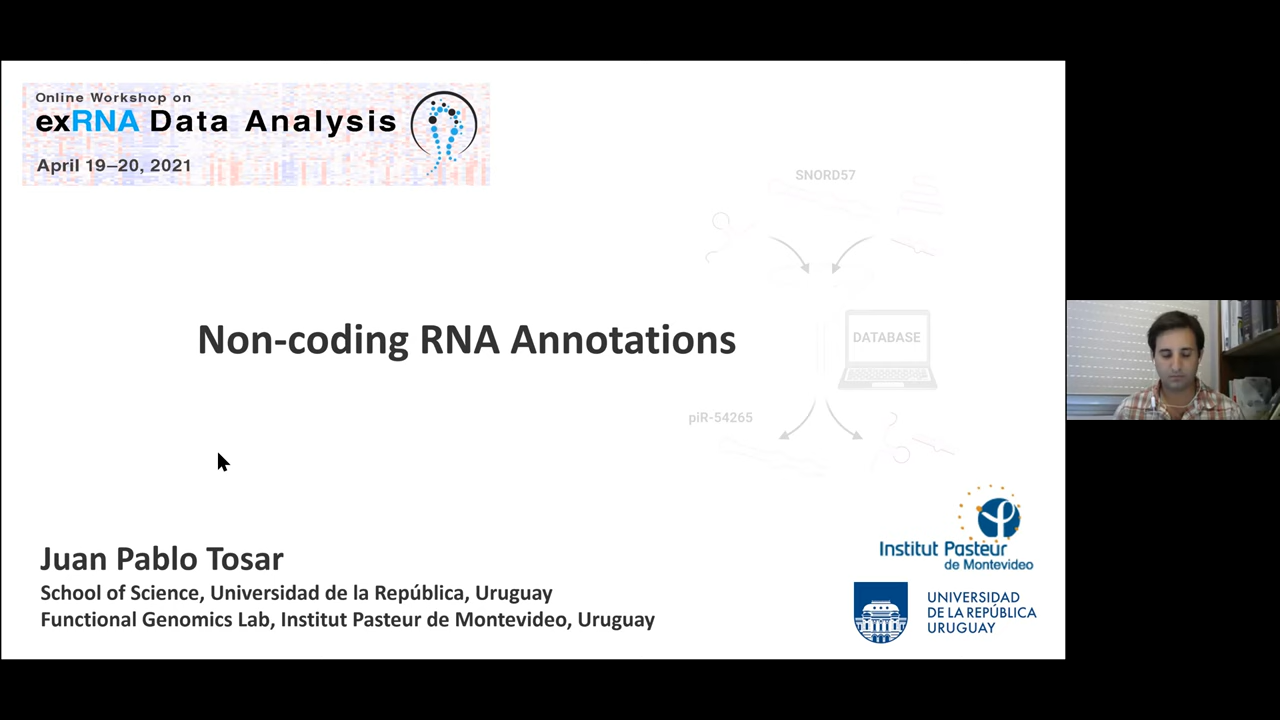 Online Workshop on
exRNA Data Analysis
April 19–20, 2021
SNORD57
Non-coding RNA Annotations
DATABASE
piR-54265
Juan Pablo Tosar
School of Science, Universidad de la República, Uruguay
Functional Genomics Lab, Institut Pasteur de Montevideo, Uruguay
Institut Pasteur
de Montevideo
UNIVERSIDAD
DE LA REPÚBLICA
URUGUAY